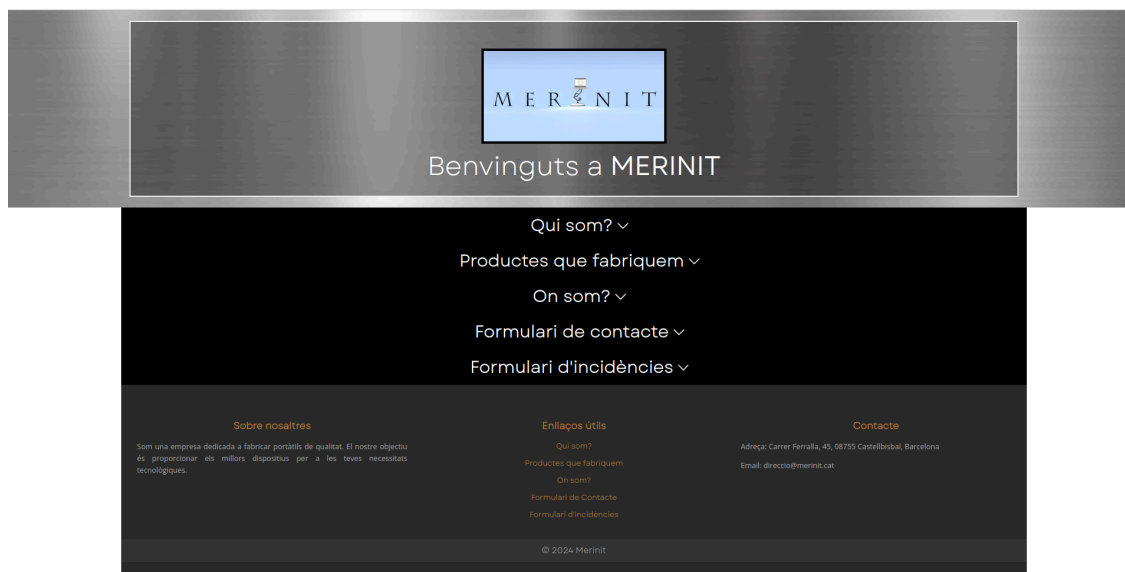 MERINIT
Benvinguts a MERINIT
Qui som?
Productes que fabriquem
On som?
Formulari de contacte
Formulari d'incidències
Sobre nosaltres
Som una empresa dedicada a fabricar portàtils de qualitat. El nostre objectiu
és proporcionar els millors dispositius per a les teves necessitats
tecnològiques.
Enllaços útils
Qui som?
Productes que fabriquem
On som?
Formulari de Contacte
Formulari d'incidències
Contacte
Adreça: Carrer Ferralla, 45, 08755 Castellbisbal, Barcelona
Email: direccio@merinit.cat
© 2024 Merinit